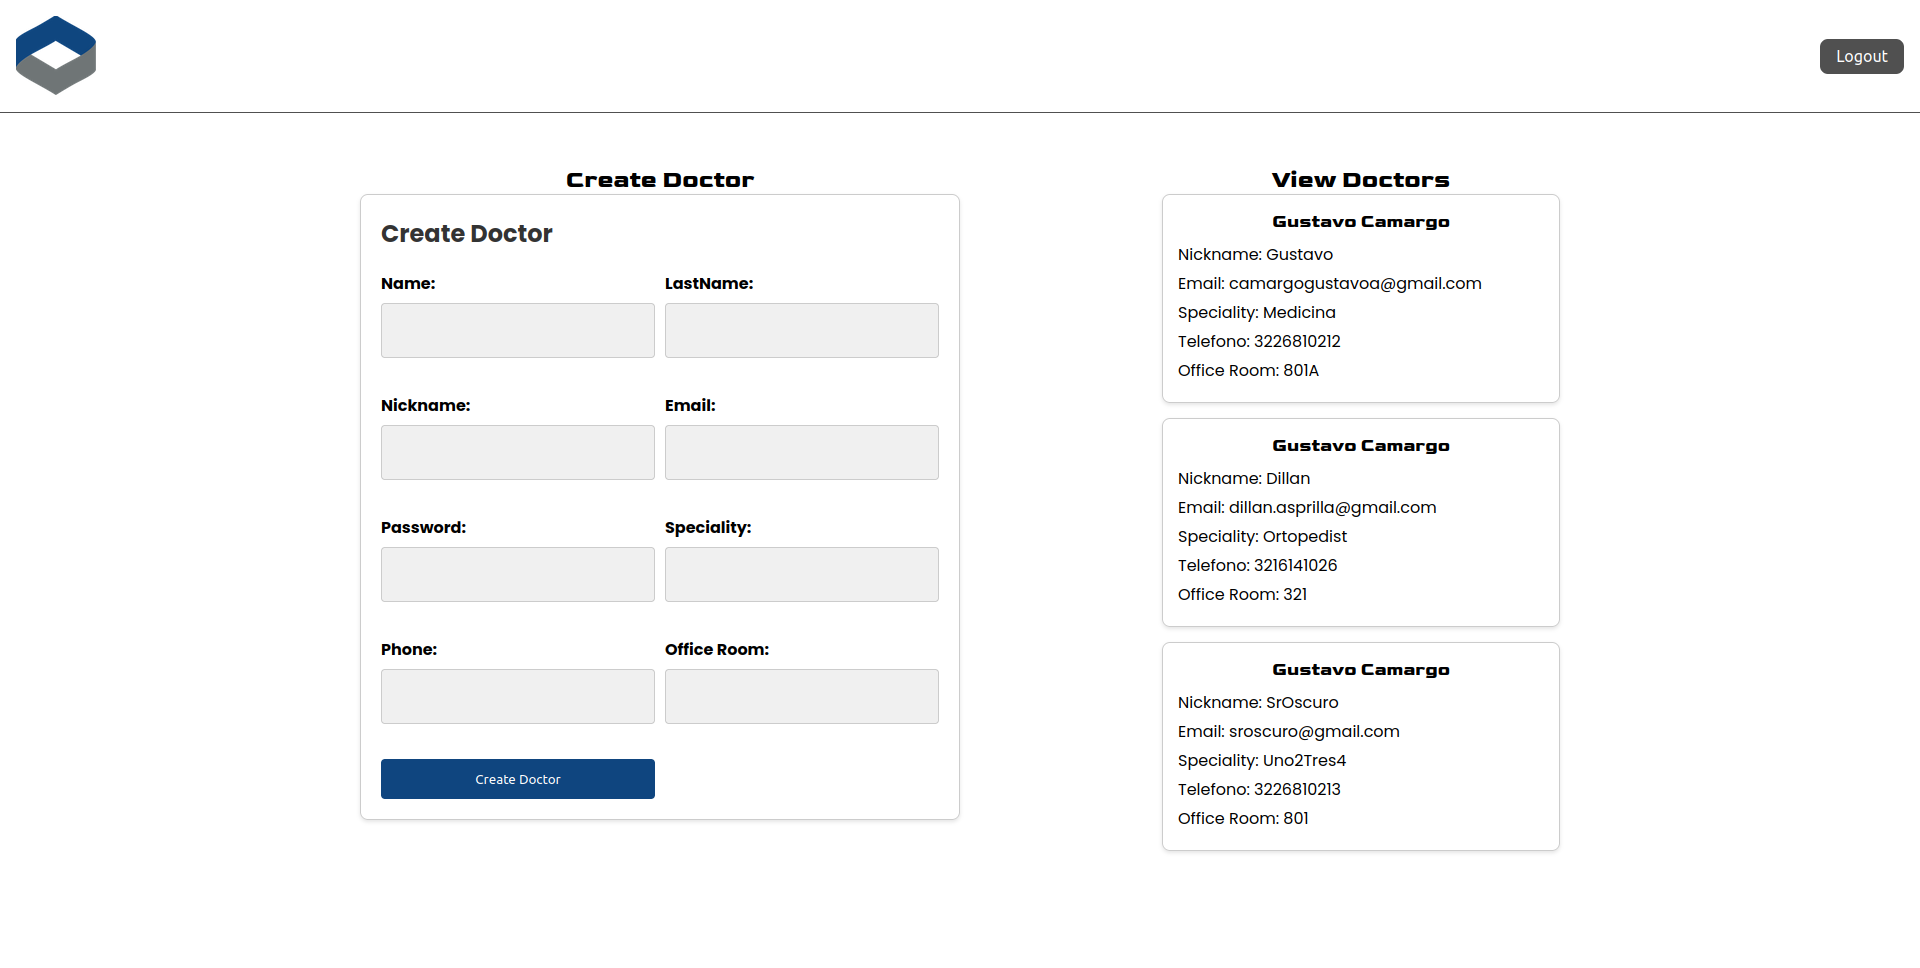 Logout
Create Doctor
Create Doctor
Name:
LastName:
Nickname:
Email:
Password:
Speciality:
Phone:
Office Room:
Create Doctor
View Doctors
Gustavo Camargo
Nickname: Gustavo
Email: camargogustavoa@gmail.com
Speciality: Medicina
Telefono: 3226810212
Office Room: 801A
Gustavo Camargo
Nickname: Dillan
Email: dillan.asprilla@gmail.com
Speciality: Ortopedist
Telefono: 3216141026
Office Room: 321
Gustavo Camargo
Nickname: SrOscuro
Email: sroscuro@gmail.com
Speciality: Uno2Tres4
Telefono: 3226810213
Office Room: 801